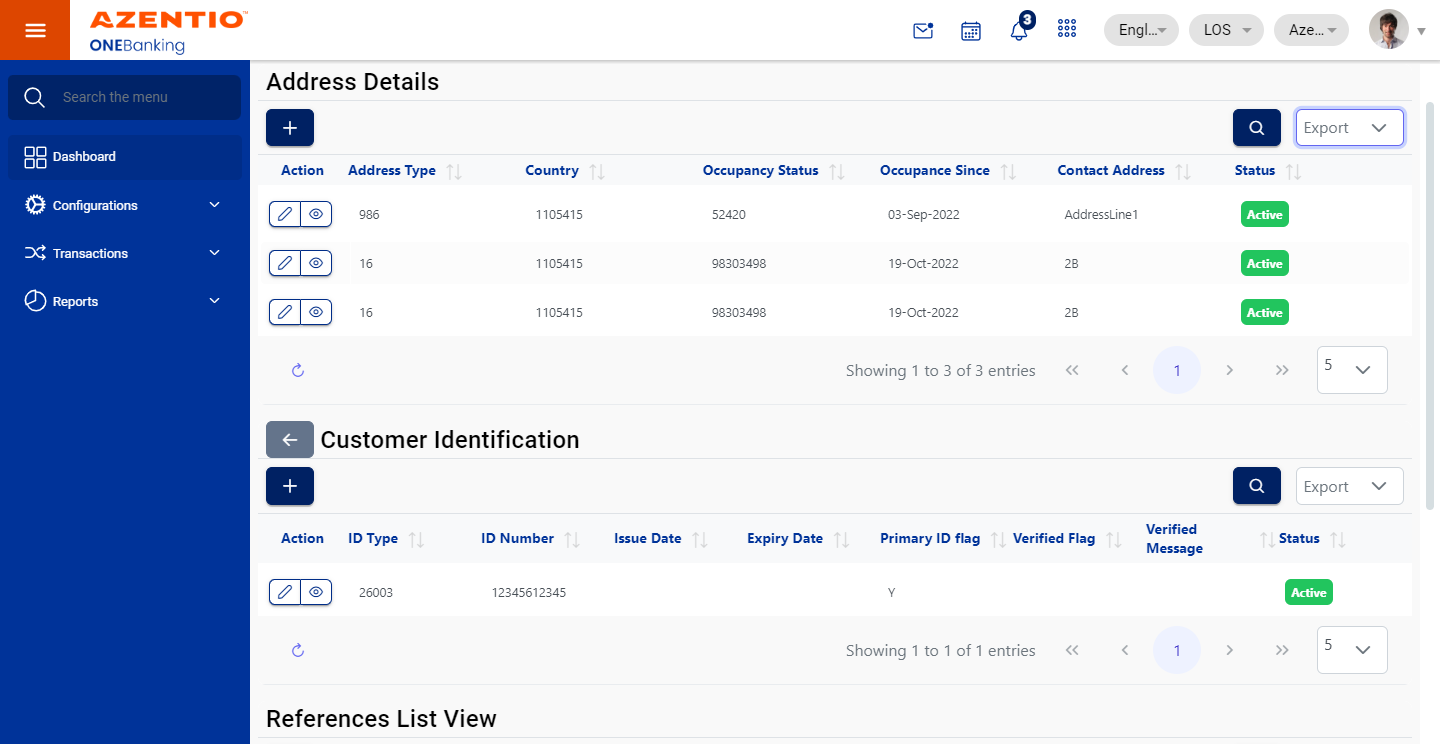 AZENTIO™
ONEBanking
3
Engl...
LOS
Aze...
Search the menu
Dashboard
Configurations
Transactions
Reports
Address Details
Export
Action Address Type Country Occupancy Status Occupance Since Contact Address Status
986 1105415 52420 03-Sep-2022 AddressLine1 Active
16 1105415 98303498 19-Oct-2022 2B Active
16 1105415 98303498 19-Oct-2022 2B Active
Showing 1 to 3 of 3 entries 1 5
Customer Identification
Export
Action ID Type ID Number Issue Date Expiry Date Primary ID flag Verified Flag Verified Message Status
26003 12345612345 Y Active
Showing 1 to 1 of 1 entries 1 5
References List View